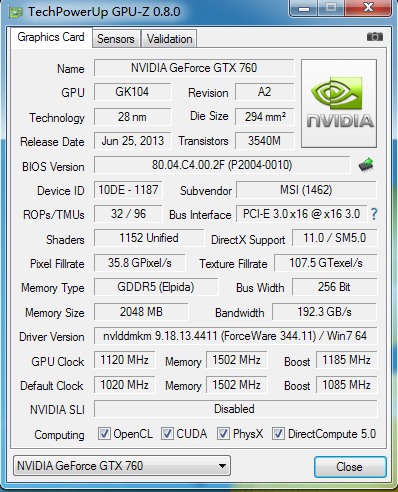 TechPowerUp GPU-Z 0.8.0
Graphics Card Sensors Validation
Name NVIDIA GeForce GTX 760
GPU GK104 Revision A2
Technology 28 nm Die Size 294 mm²
Release Date Jun 25, 2013 Transistors 3540M
NVIDIA
BIOS Version 80.04.C4.00.2F (P2004-0010)
Device ID 10DE - 1187 Subvendor MSI (1462)
ROPs/TMUs 32 / 96 Bus Interface PCI-E 3.0 x16 @ x16 3.0 ?
Shaders 1152 Unified DirectX Support 11.0 / SM5.0
Pixel Fillrate 35.8 GPixel/s Texture Fillrate 107.5 GTexel/s
Memory Type GDDR5 (Elpida) Bus Width 256 Bit
Memory Size 2048 MB Bandwidth 192.3 GB/s
Driver Version nvlddmkm 9.18.13.4411 (ForceWare 344.11) / Win7 64
GPU Clock 1120 MHz Memory 1502 MHz Boost 1185 MHz
Default Clock 1020 MHz Memory 1502 MHz Boost 1085 MHz
NVIDIA SLI Disabled
Computing OpenCL CUDA PhysX DirectCompute 5.0
NVIDIA GeForce GTX 760 Close